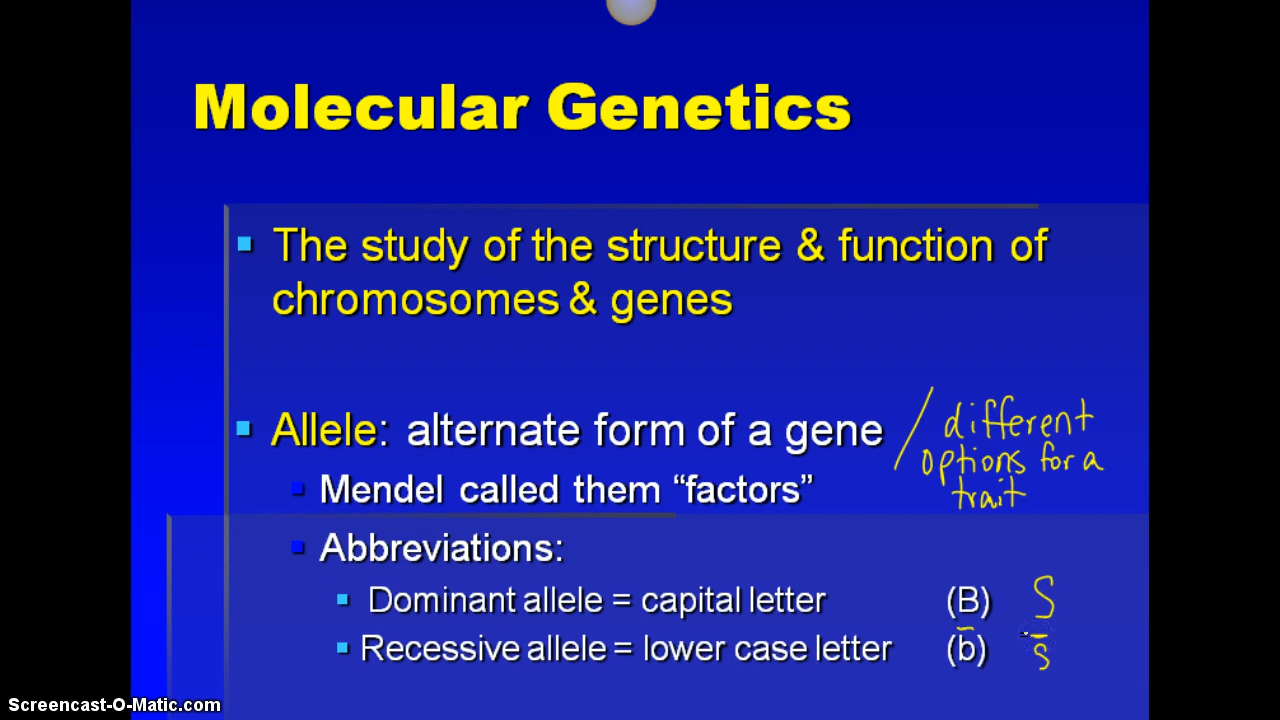 Molecular Genetics
The study of the structure & function of
chromosomes & genes
Allele: alternate form of a gene / different
options for a
trait
Mendel called them “factors”
Abbreviations:
Dominant allele = capital letter (B) S
Recessive allele = lower case letter (b) s
Screencast-O-Matic.com